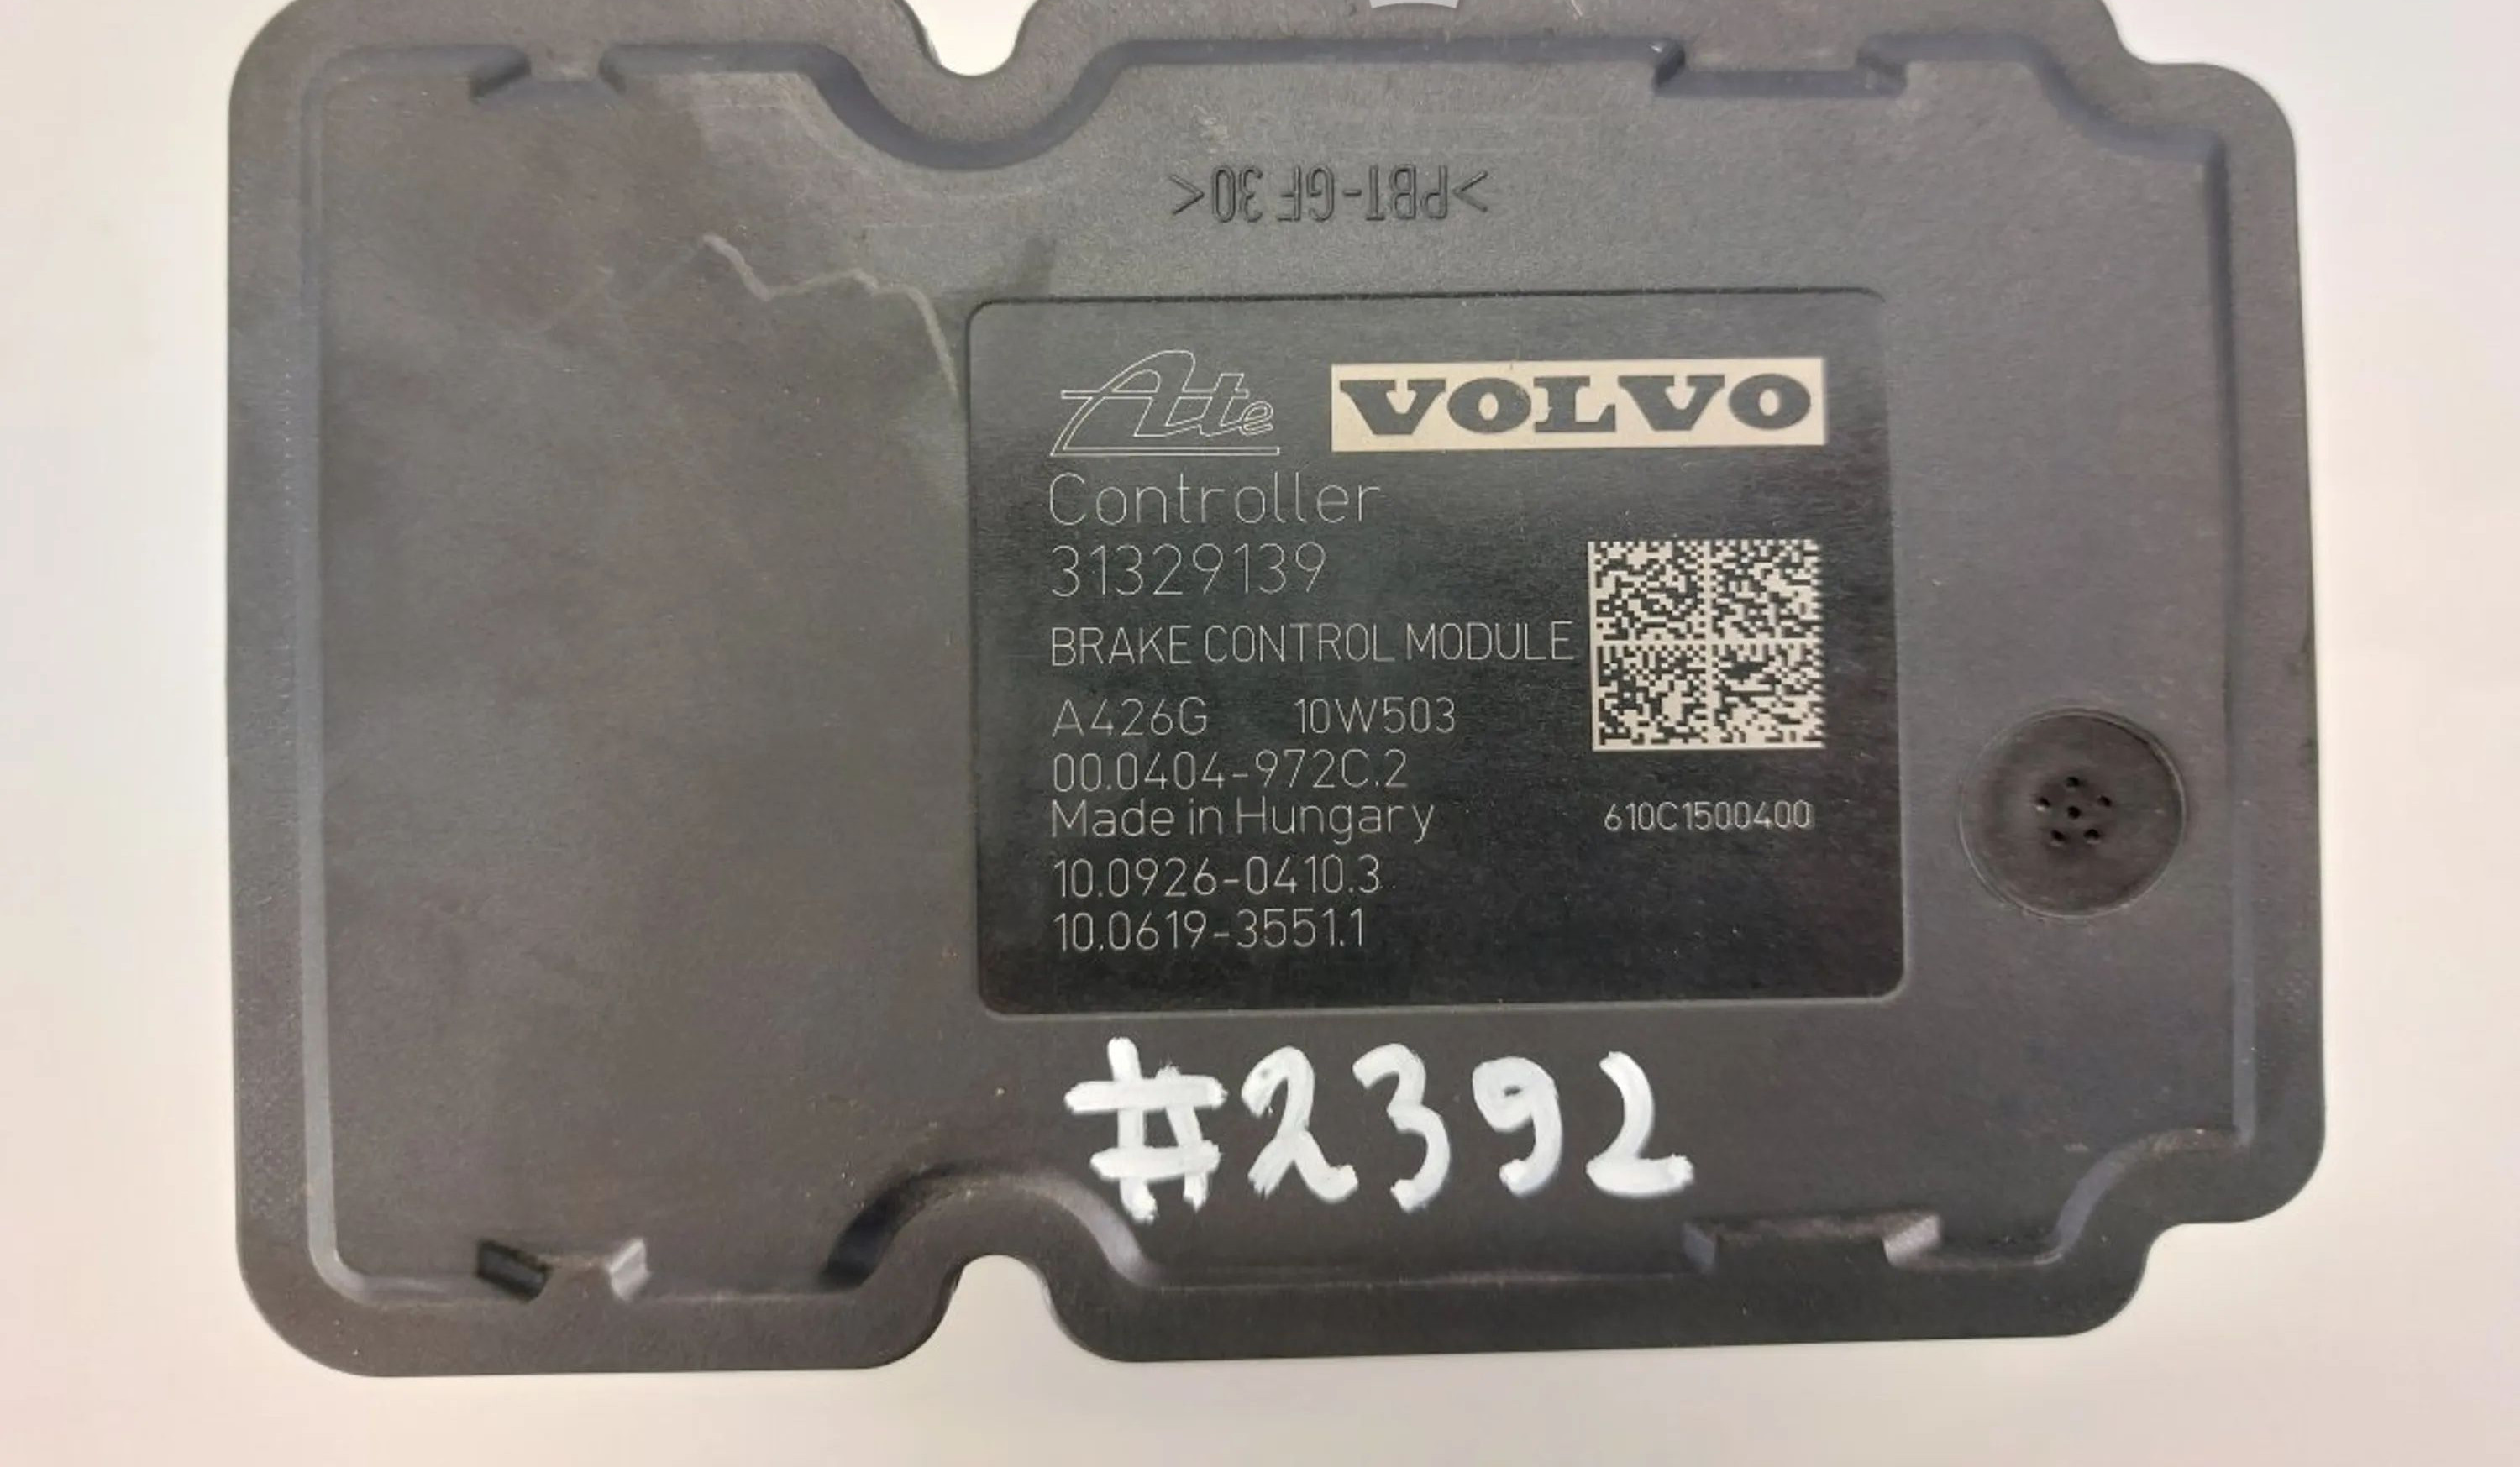 >PBT-GF 30<
Ate VOLVO
Controller
31329139
BRAKE CONTROL MODULE
A426G 10W503
00.0404-972C.2
Made in Hungary 610C1500400
10.0926-0410.3
10.0619-3551.1
#2392